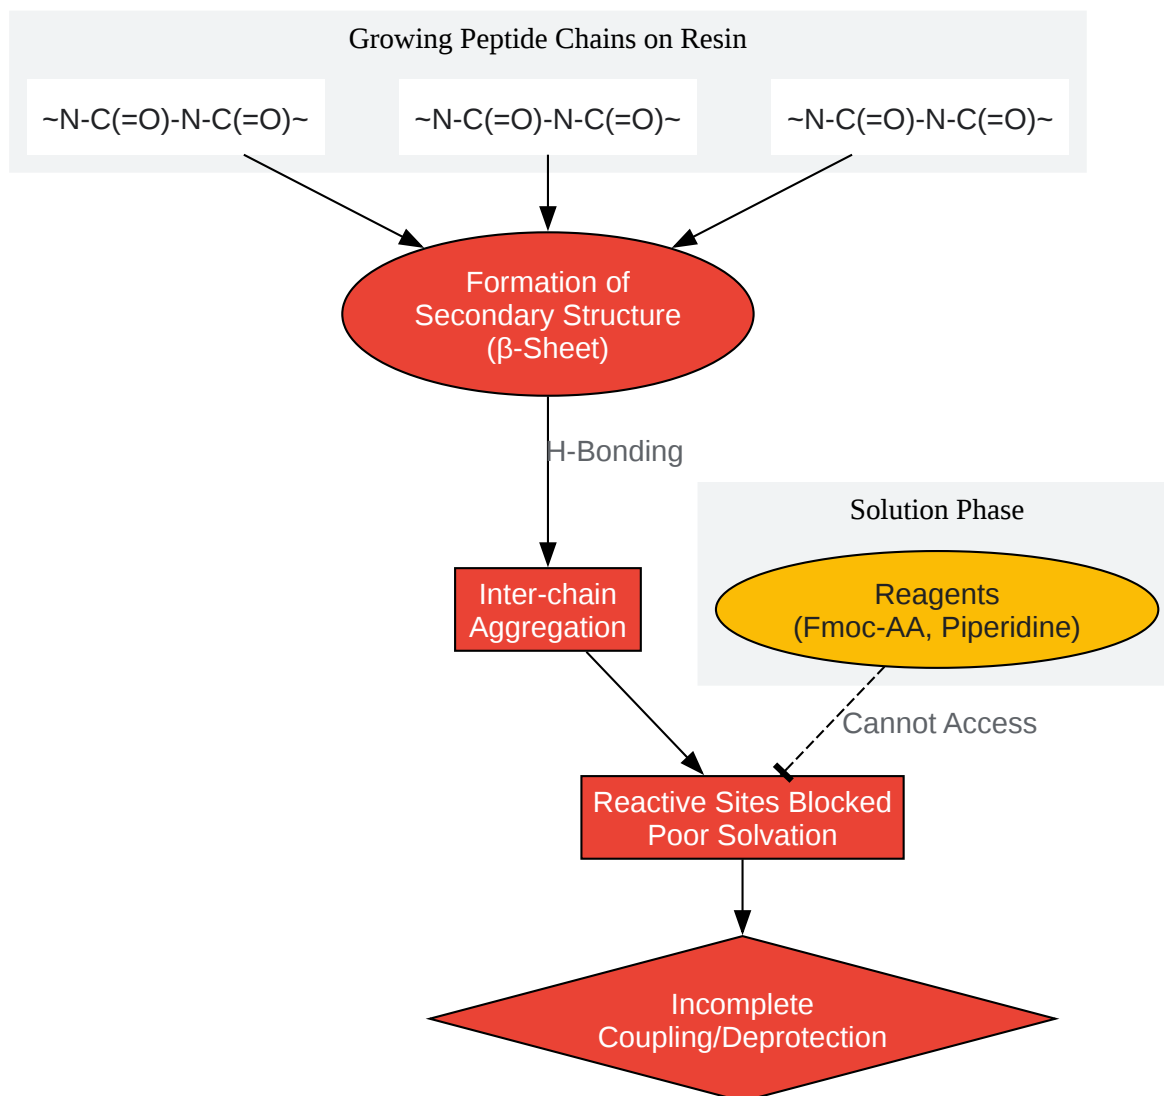 Growing Peptide Chains on Resin
~N-C(=O)-N-C(=O)~
~N-C(=O)-N-C(=O)~
~N-C(=O)-N-C(=O)~
Formation of
Secondary Structure
(β-Sheet)
H-Bonding
Solution Phase
Inter-chain
Aggregation
Reagents
(Fmoc-AA, Piperidine)
Cannot Access
Reactive Sites Blocked
Poor Solvation
Incomplete
Coupling/Deprotection